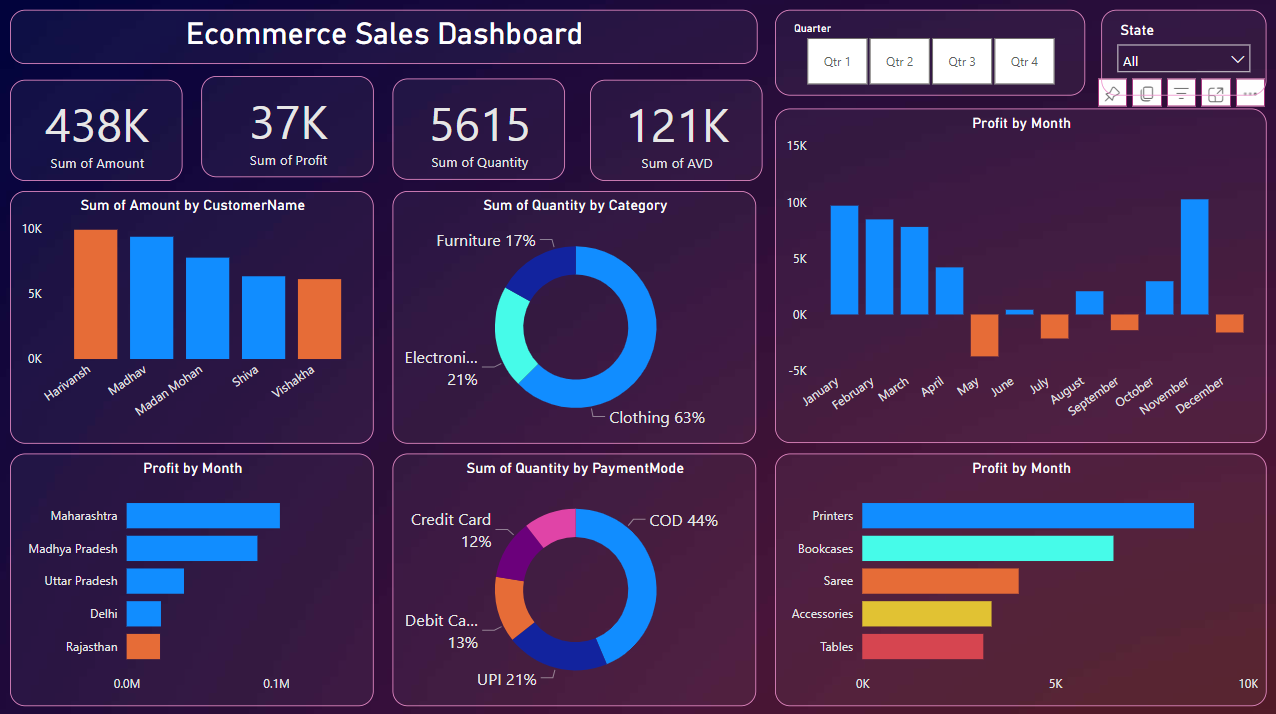 Ecommerce Sales Dashboard
Quarter
Qtr 1
Qtr 2
Qtr 3
Qtr 4
State
All
438K
Sum of Amount
37K
Sum of Profit
5615
Sum of Quantity
121K
Sum of AVD
Sum of Amount by CustomerName
10K
5K
0K
Harivansh
Madhav
Madan Mohan
Shiva
Vishakha
Sum of Quantity by Category
Furniture 17%
Electroni...
21%
Clothing 63%
Profit by Month
15K
10K
5K
0K
-5K
January
February
March
April
May
June
July
August
September
October
November
December
Profit by Month
Maharashtra
Madhya Pradesh
Uttar Pradesh
Delhi
Rajasthan
0.0M
0.1M
Sum of Quantity by PaymentMode
Credit Card
12%
COD 44%
Debit Ca...
13%
UPI 21%
Profit by Month
Printers
Bookcases
Saree
Accessories
Tables
0K
5K
10K